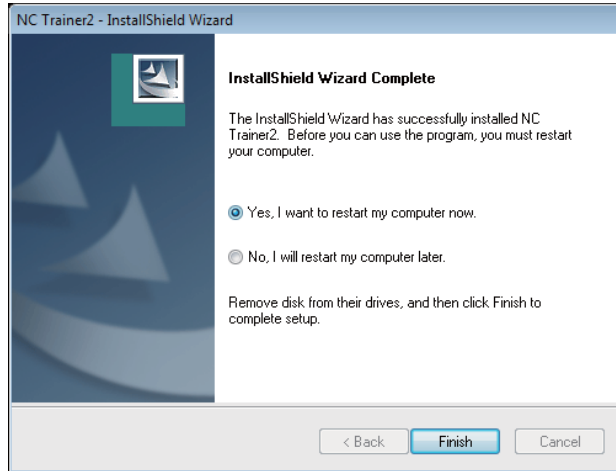 NC Trainer2 - InstallShield Wizard
InstallShield Wizard Complete
The InstallShield Wizard has successfully installed NC
Trainer2.  Before you can use the program, you must restart
your computer.
Yes, I want to restart my computer now.
No, I will restart my computer later.
Remove disk from their drives, and then click Finish to
complete setup.
< Back
Finish
Cancel